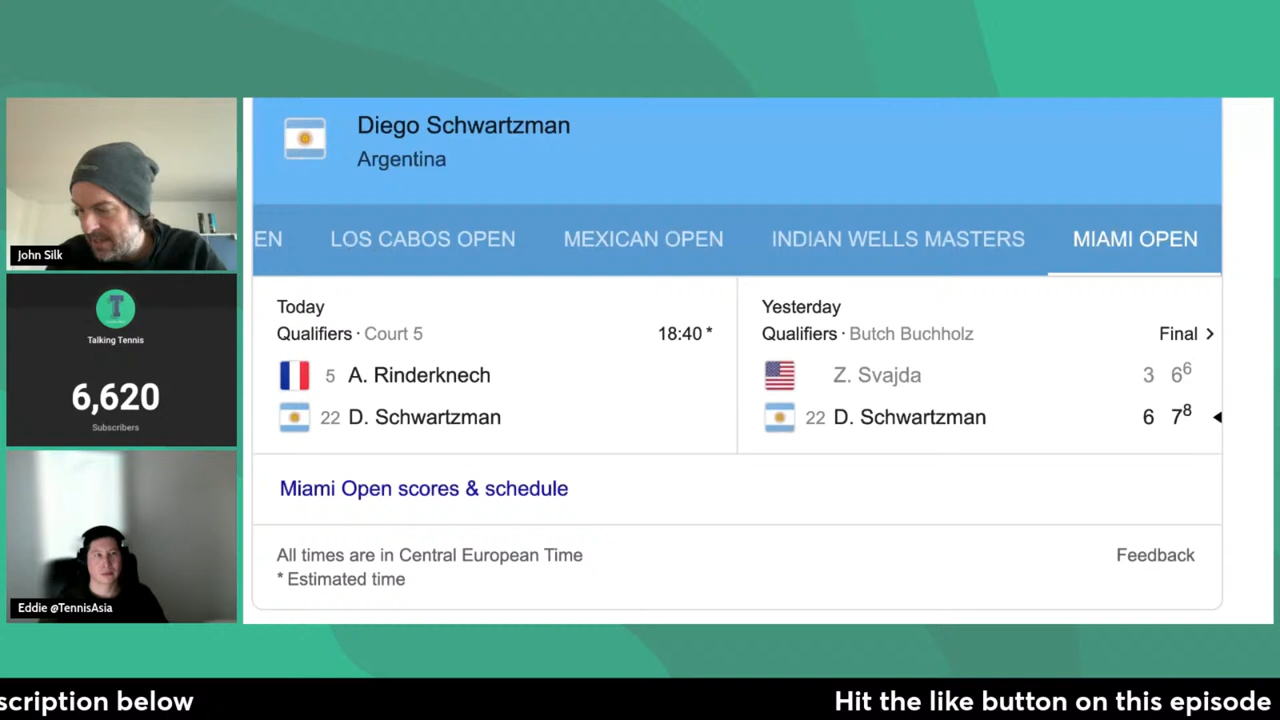 Diego Schwartzman
Argentina
EN
LOS CABOS OPEN
MEXICAN OPEN
INDIAN WELLS MASTERS
MIAMI OPEN
Today
Qualifiers · Court 5
18:40 *
5 A. Rinderknech
22 D. Schwartzman
Yesterday
Qualifiers · Butch Buchholz
Final
Z. Svajda 3 6⁶
22 D. Schwartzman 6 7⁸
Miami Open scores & schedule
All times are in Central European Time
* Estimated time
Feedback
John Silk
T
Talking Tennis
6,620
Subscribers
Eddie @TennisAsia
scription below
Hit the like button on this episode